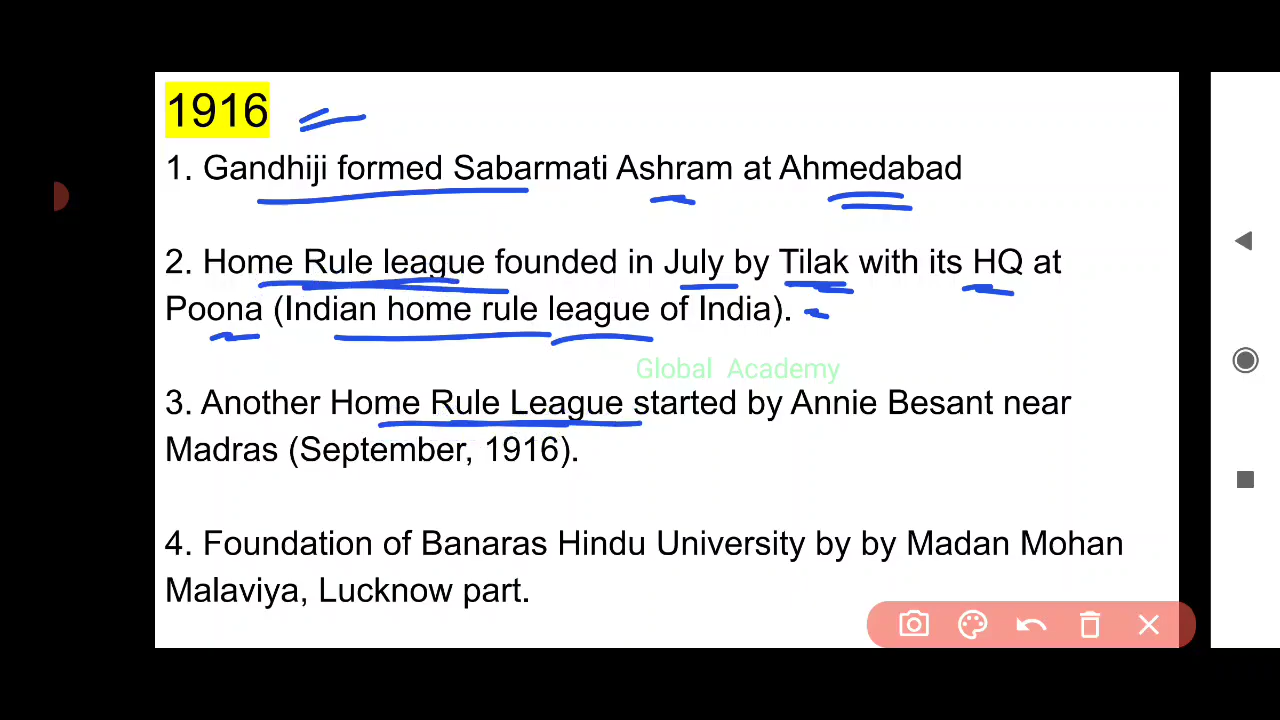 1916
1. Gandhiji formed Sabarmati Ashram at Ahmedabad
2. Home Rule league founded in July by Tilak with its HQ at
Poona (Indian home rule league of India).
Global Academy
3. Another Home Rule League started by Annie Besant near
Madras (September, 1916).
4. Foundation of Banaras Hindu University by by Madan Mohan
Malaviya, Lucknow part.